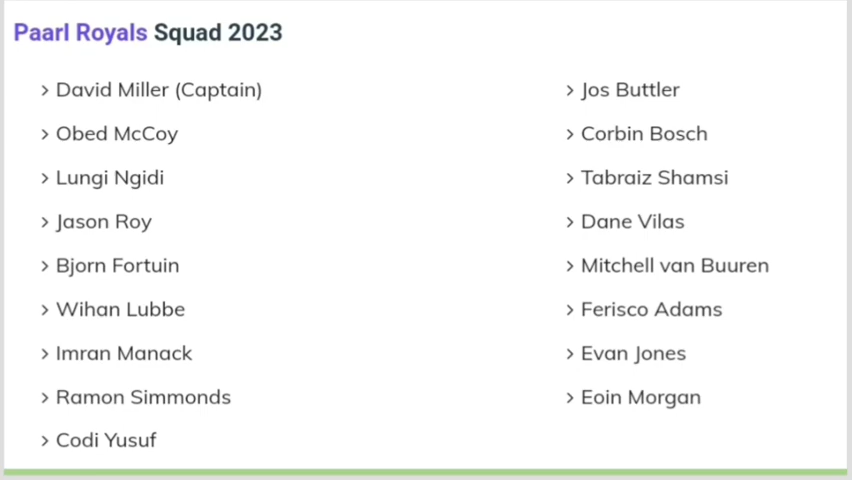 Paarl Royals Squad 2023
> David Miller (Captain)
> Jos Buttler
> Obed McCoy
> Corbin Bosch
> Lungi Ngidi
> Tabraiz Shamsi
> Jason Roy
> Dane Vilas
> Bjorn Fortuin
> Mitchell van Buuren
> Wihan Lubbe
> Ferisco Adams
> Imran Manack
> Evan Jones
> Ramon Simmonds
> Eoin Morgan
> Codi Yusuf